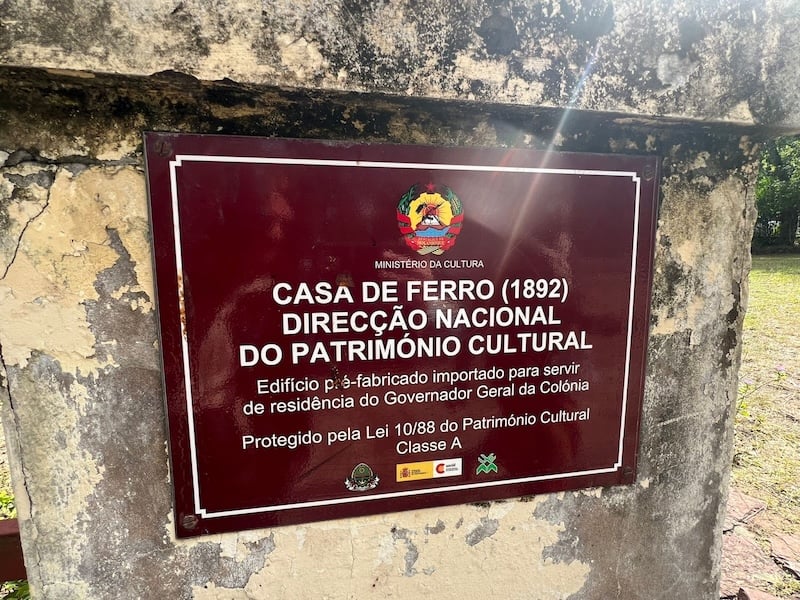 MINISTÉRIO DA CULTURA
CASA DE FERRO (1892)
DIRECÇÃO NACIONAL
DO PATRIMÓNIO CULTURAL
Edifício pré-fabricado importado para servir
de residência do Governador Geral da Colónia
Protegido pela Lei 10/88 do Património Cultural
Classe A